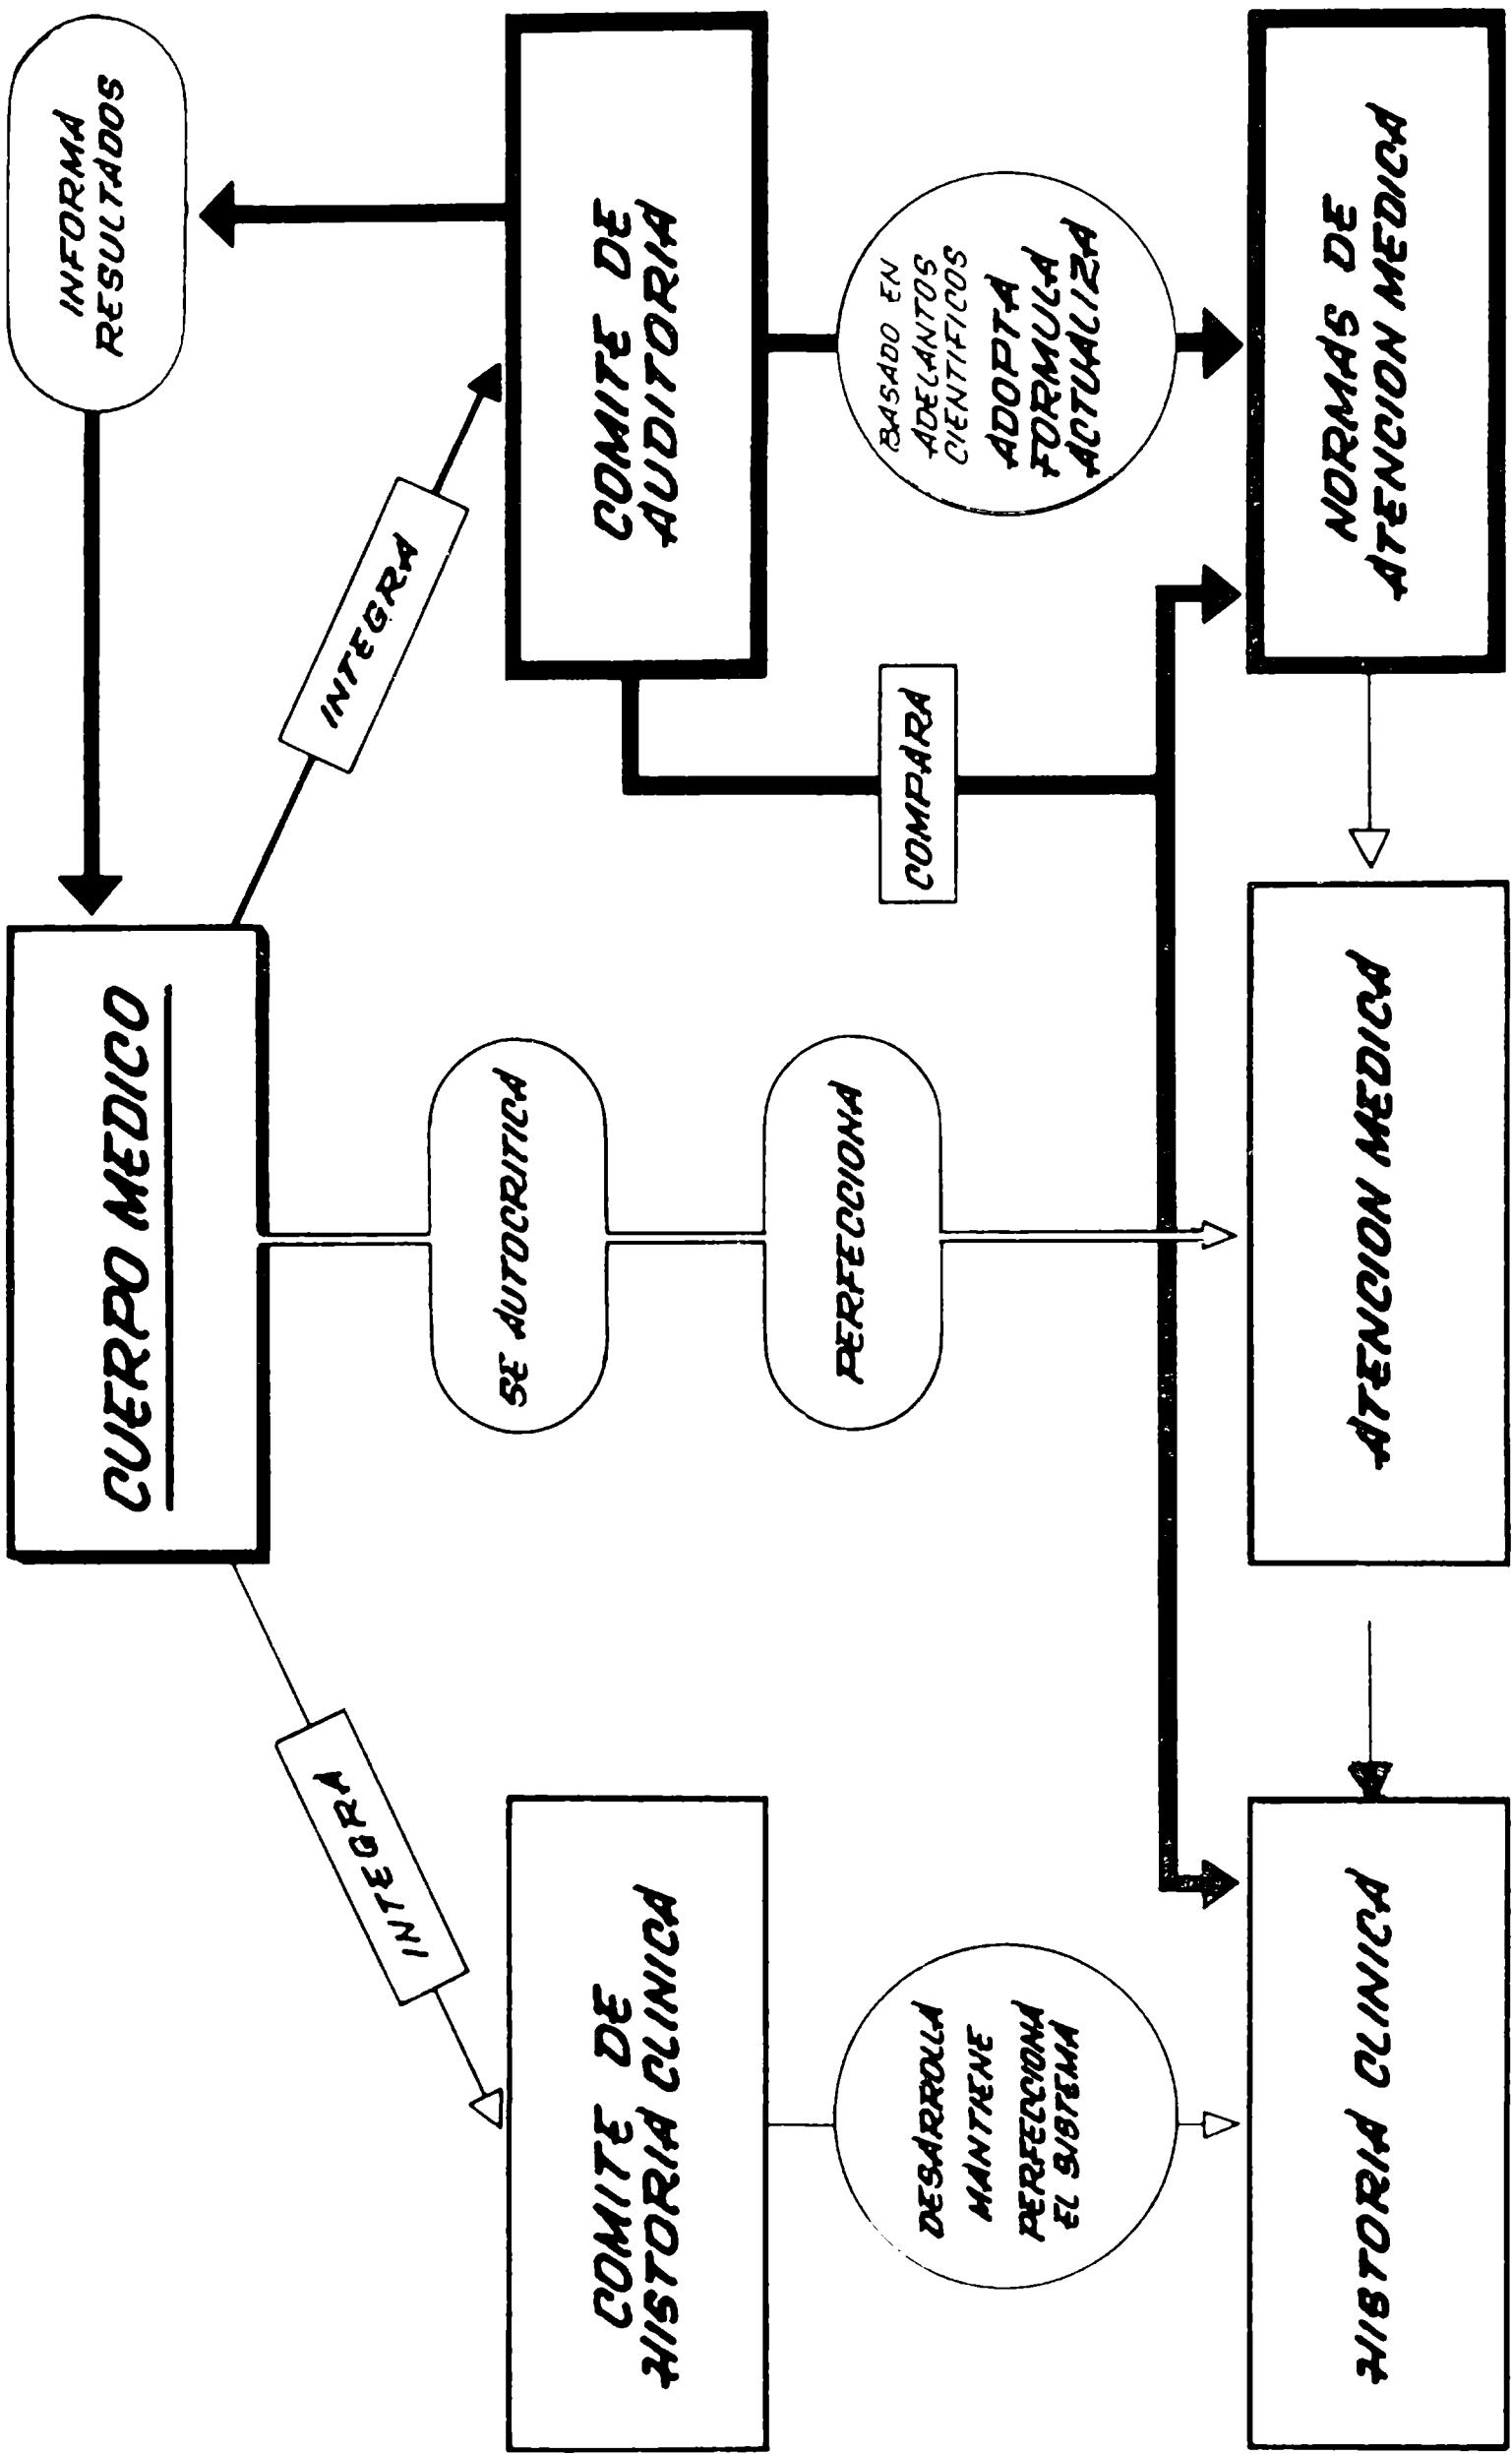 CUERPO MEDICO
INFORMA
RESULTADOS
INTEGRA
INTEGRA
COMITE DE
HISTORIA CLINICA
SE AUTOCRITICA
COMITE DE
AUDITORIA
DESARROLLA
MANTIENE
PERFECCIONA
EL SISTEMA
PERFECCIONA
COMPARA
BASADO EN
ADELANTOS
CIENTIFICOS
ADOPTA
FORMULA
ACTUALIZA
HISTORIA CLINICA
ATENCION MEDICA
NORMAS DE
ATENCION MEDICA